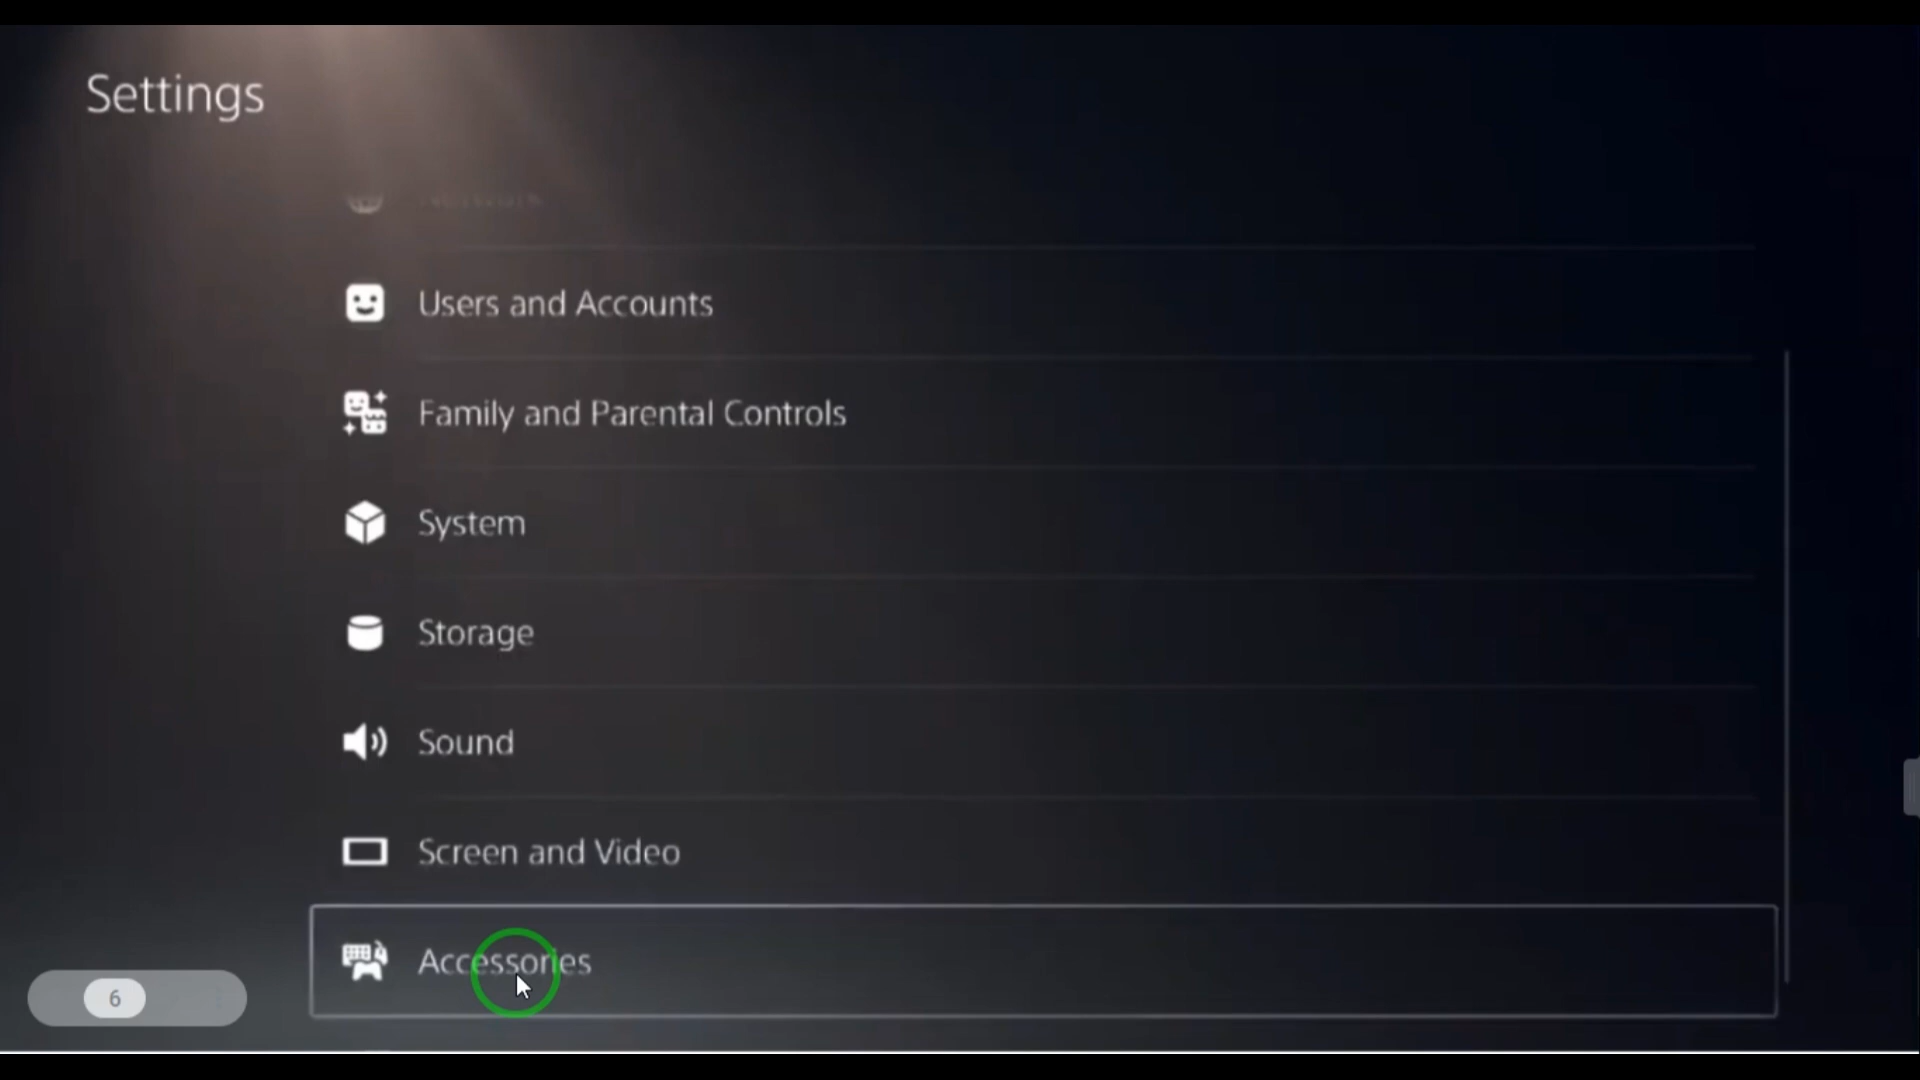 Settings
Users and Accounts
Family and Parental Controls
System
Storage
Sound
Screen and Video
Accessories
6